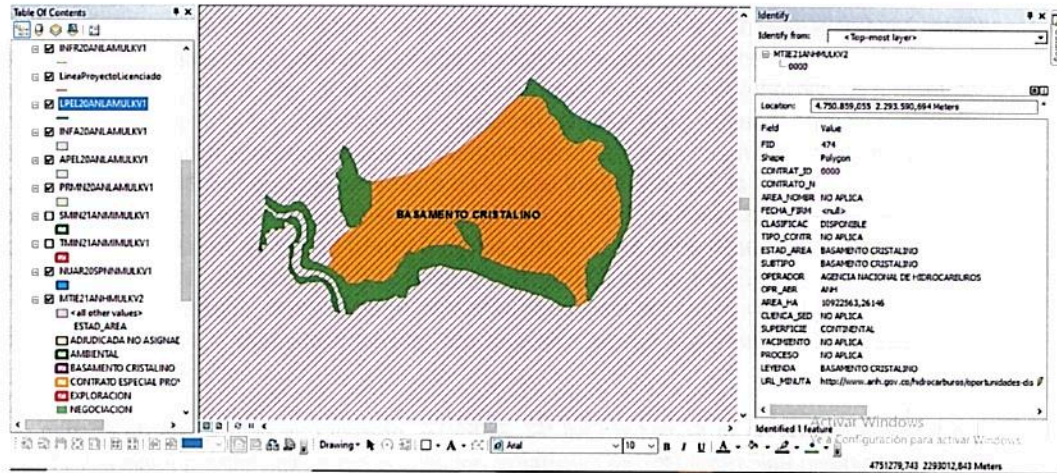 Table Of Contents
INFR20ANLAMULKV1
LineaProyectoLicenciado
LPEL20ANLAMULKV1
INFA20ANLAMULKV1
APEL20ANLAMULKV1
PRMN20ANLAMULKV1
SMIN21ANMIMULKV1
TMIN21ANMIMULKV1
NUAR20SPNNMULKV1
MTIE21ANHMULKV2
<all other values>
ESTAD_AREA
ADJUDICADA NO ASIGNAD
AMBIENTAL
BASAMENTO CRISTALINO
CONTRATO ESPECIAL PROY
EXPLORACION
NEGOCIACION
BASAMENTO CRISTALINO
Identify
Identify from: <Top-most layer>
MTIE21ANHMULKV2
0000
Location: 4.750.859,055 2.293.590,694 Meters
Field Value
FID 474
Shape Polygon
CONTRAT_ID 0000
CONTRATO_N
AREA_NOMBR NO APLICA
FECHA_FIRM <null>
CLASIFICAC DISPONIBLE
TIPO_CONTR NO APLICA
ESTAD_AREA BASAMENTO CRISTALINO
SUBTIPO BASAMENTO CRISTALINO
OPERADOR AGENCIA NACIONAL DE HIDROCARBUROS
OPR_ABR ANH
AREA_HA 10922563,26146
CUENCA_SED NO APLICA
SUPERFICIE CONTINENTAL
YACIMIENTO NO APLICA
PROCESO NO APLICA
LEYENDA BASAMENTO CRISTALINO
URL_MINUTA http://www.anh.gov.co/hidrocarburos/oportunidades-dis
Identified 1 feature
Activar Windows
Ve a Configuración para activar Windows.
Drawing Arial 10 B I U A
4751279,743 2293012,843 Meters